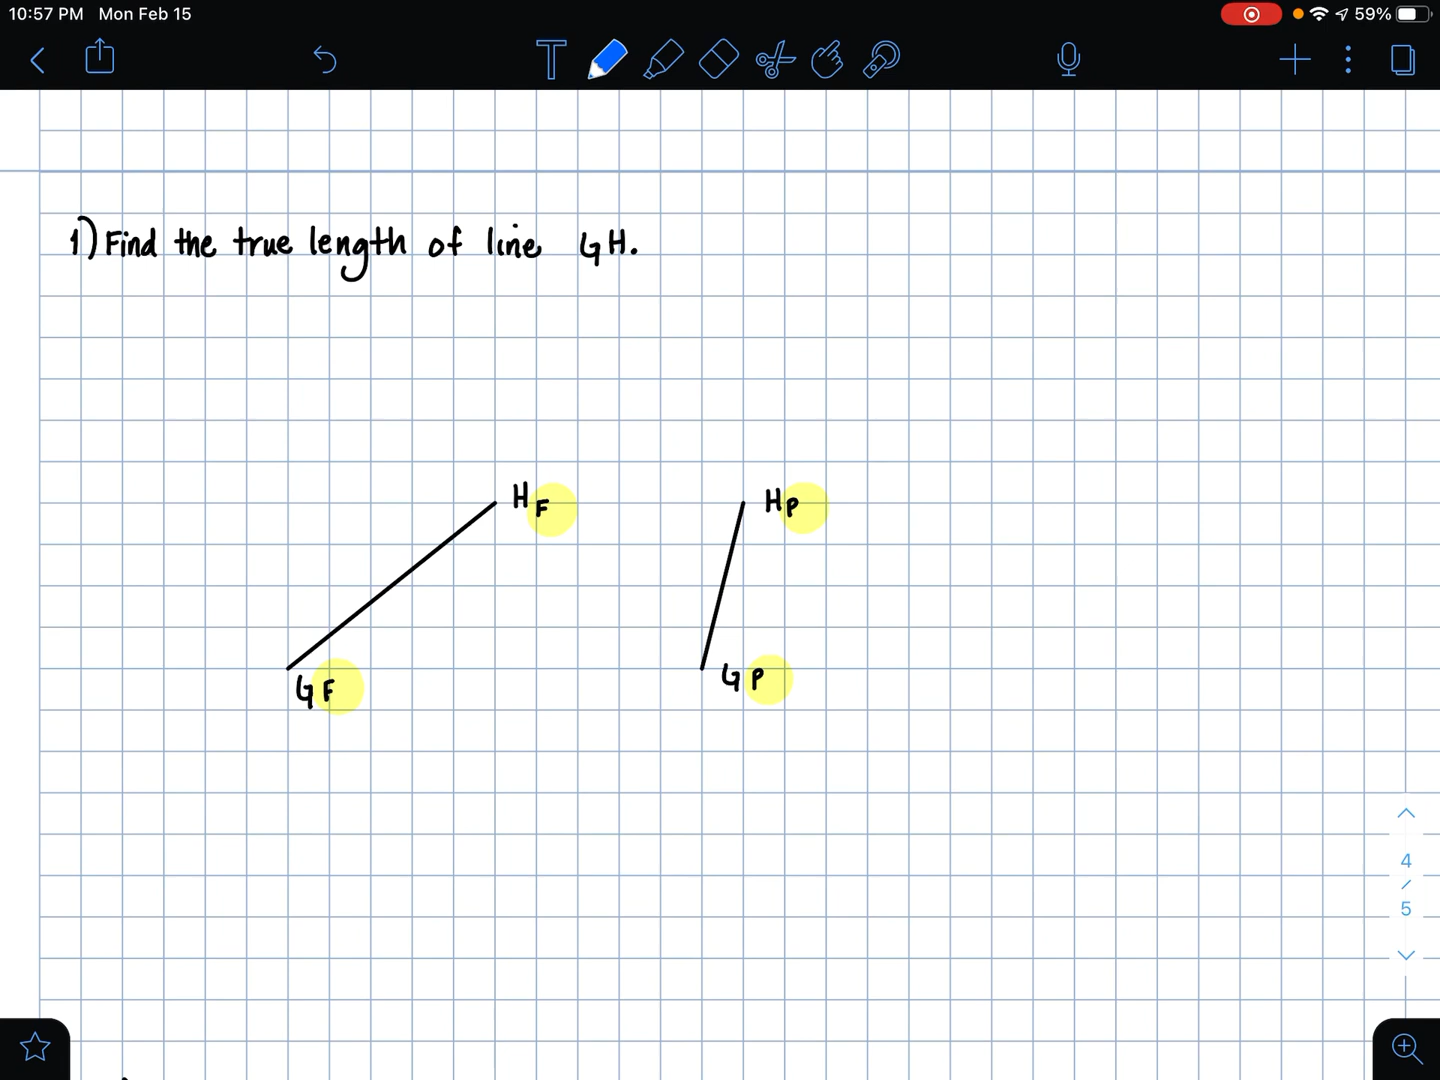 10:57 PM Mon Feb 15
59%
1) Find the true length of line GH.
HF
HP
GF
GP
4
/
5